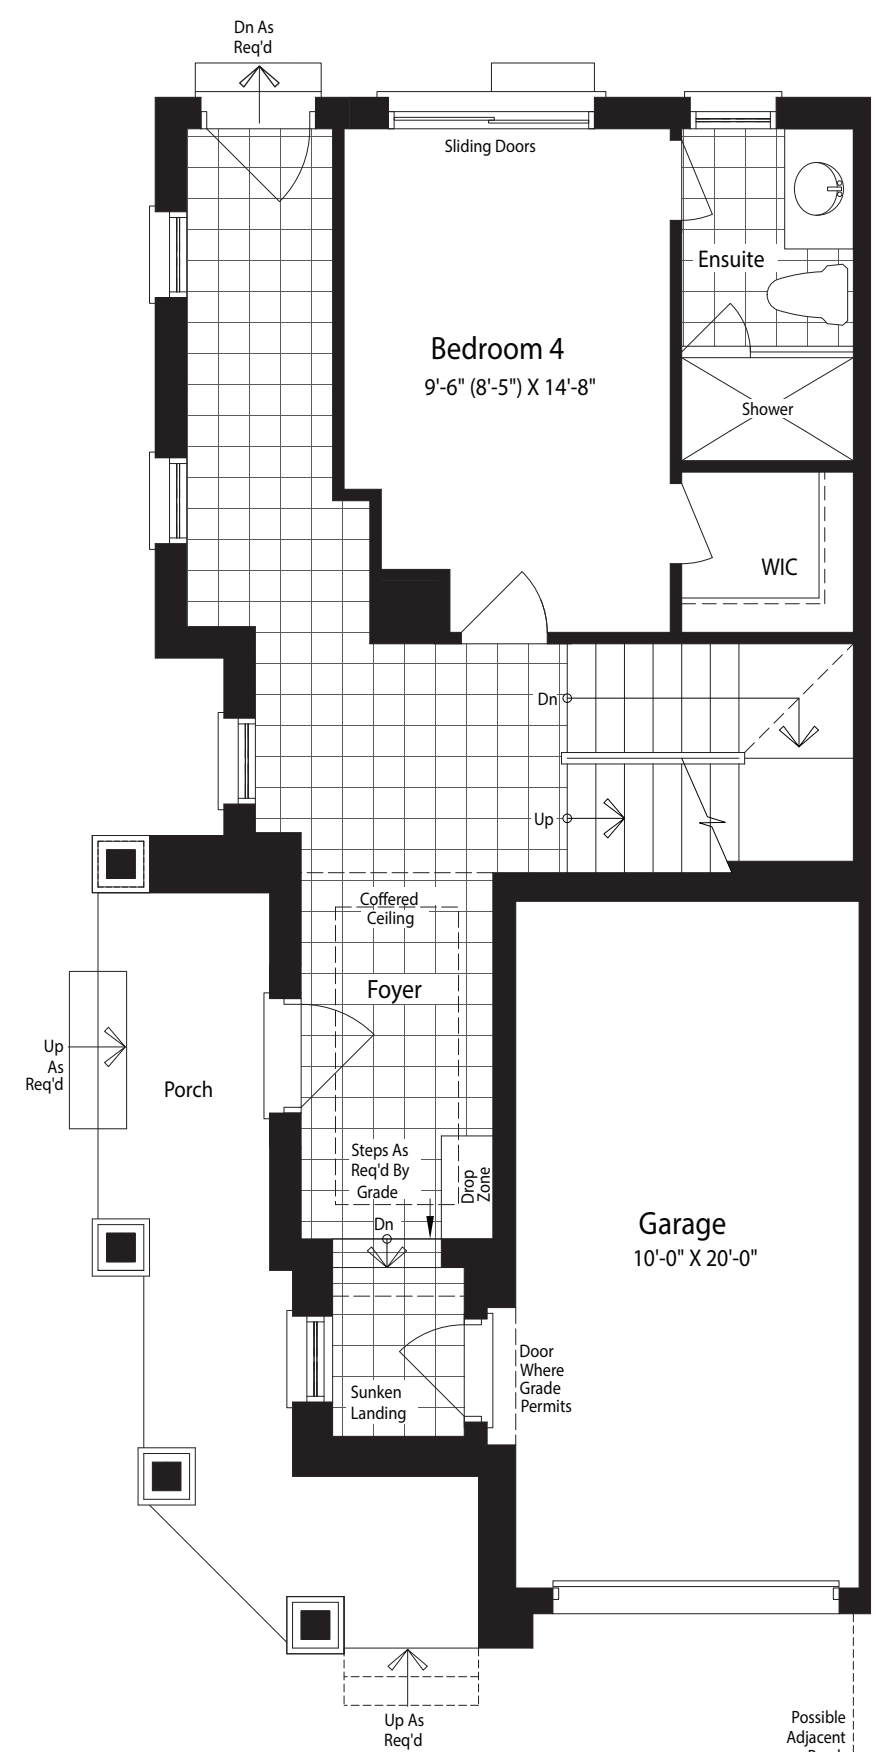 Dn As
Req'd
Sliding Doors
Ensuite
Bedroom 4
9'-6" (8'-5") X 14'-8"
Shower
WIC
Dn
Up
Coffered
Ceiling
Foyer
Up
As
Req'd
Porch
Steps As
Req'd By
Grade
Drop
Zone
Dn
Garage
10'-0" X 20'-0"
Door
Where
Grade
Permits
Sunken
Landing
Up As
Req'd
Possible
Adjacent